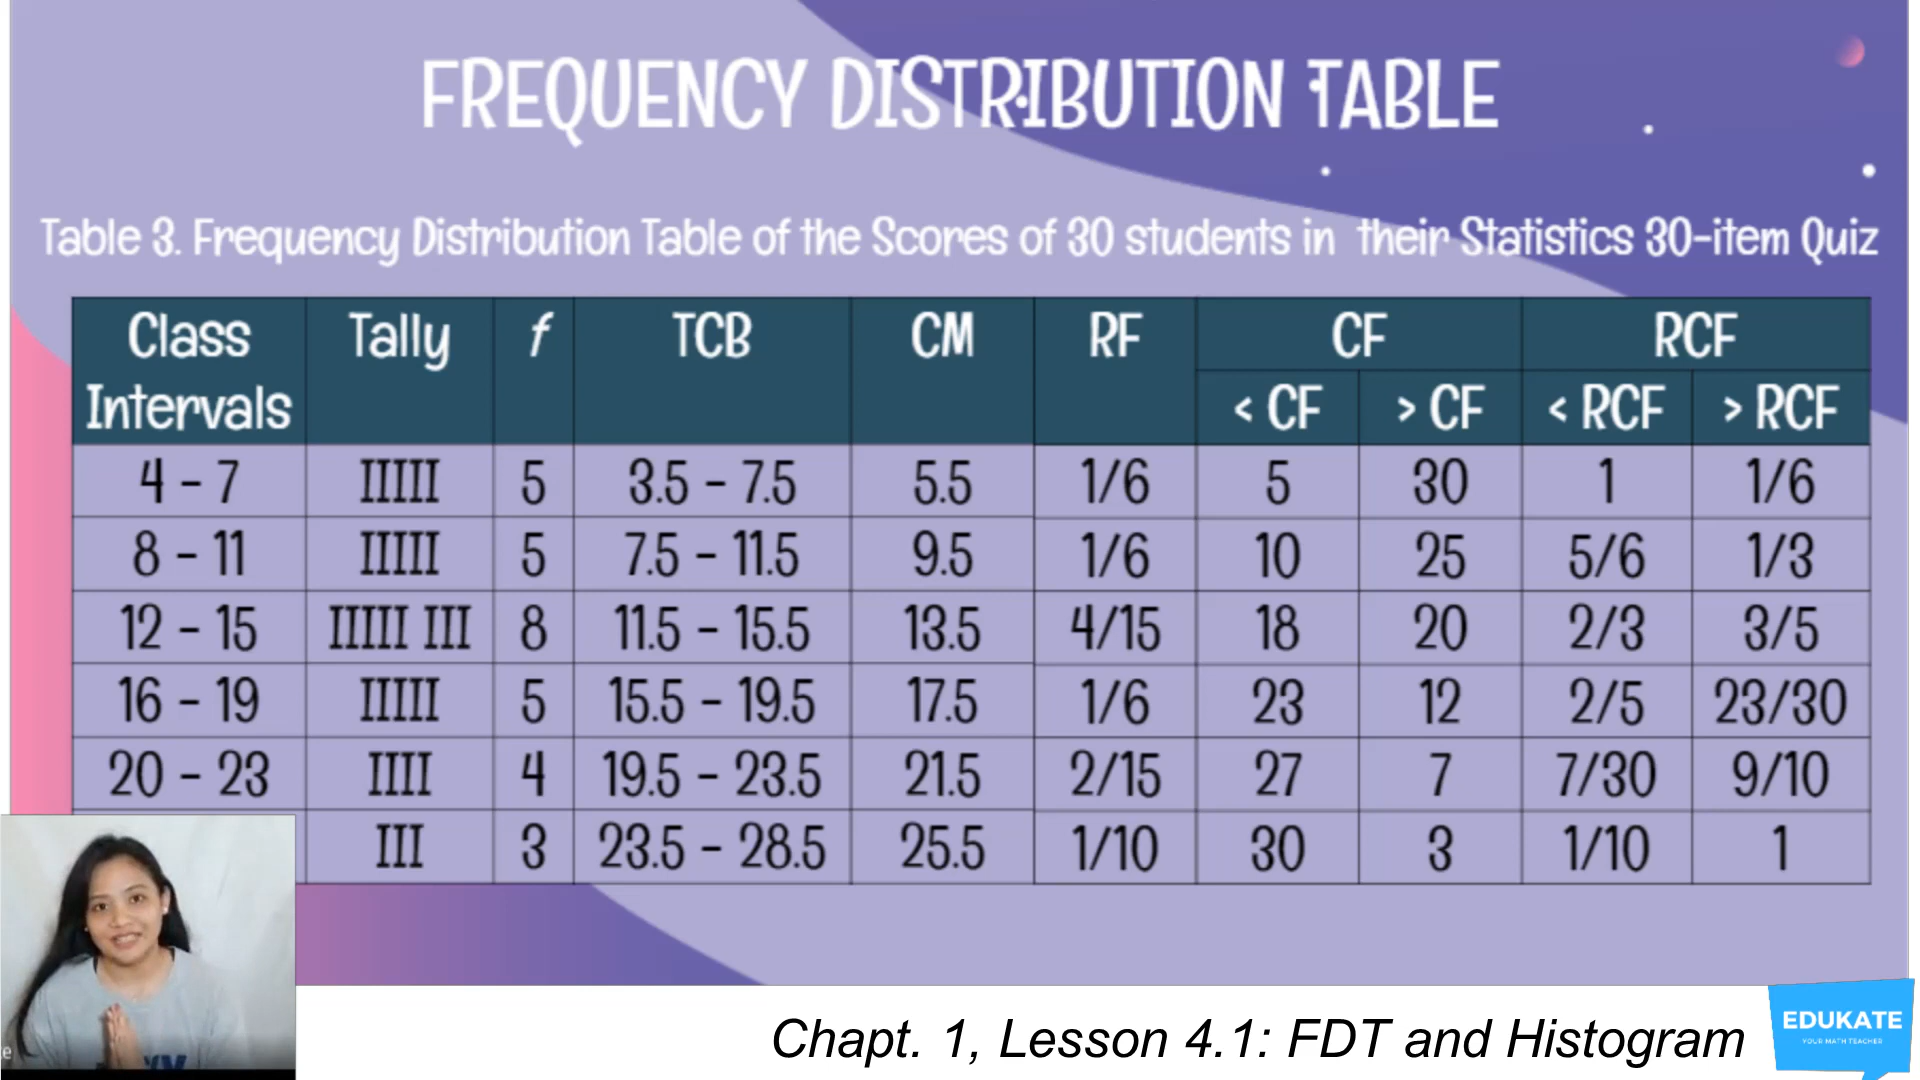 FREQUENCY DISTRIBUTION TABLE
Table 3. Frequency Distribution Table of the Scores of 30 students in their Statistics 30-item Quiz
Class Intervals Tally f TCB CM RF CF RCF
< CF > CF < RCF > RCF
4 - 7 IIIII 5 3.5 - 7.5 5.5 1/6 5 30 1 1/6
8 - 11 IIIII 5 7.5 - 11.5 9.5 1/6 10 25 5/6 1/3
12 - 15 IIIII III 8 11.5 - 15.5 13.5 4/15 18 20 2/3 3/5
16 - 19 IIIII 5 15.5 - 19.5 17.5 1/6 23 12 2/5 23/30
20 - 23 IIII 4 19.5 - 23.5 21.5 2/15 27 7 7/30 9/10
III 3 23.5 - 28.5 25.5 1/10 30 3 1/10 1
Chapt. 1, Lesson 4.1: FDT and Histogram
EDUKATE
YOUR MATH TEACHER